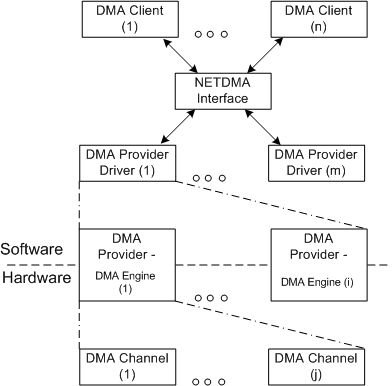 DMA Client
(1)
DMA Client
(n)
NETDMA
Interface
DMA Provider
Driver (1)
DMA Provider
Driver (m)
Software
Hardware
DMA
Provider -
DMA Engine
(1)
DMA
Provider -
DMA Engine (i)
DMA Channel
(1)
DMA Channel
(j)